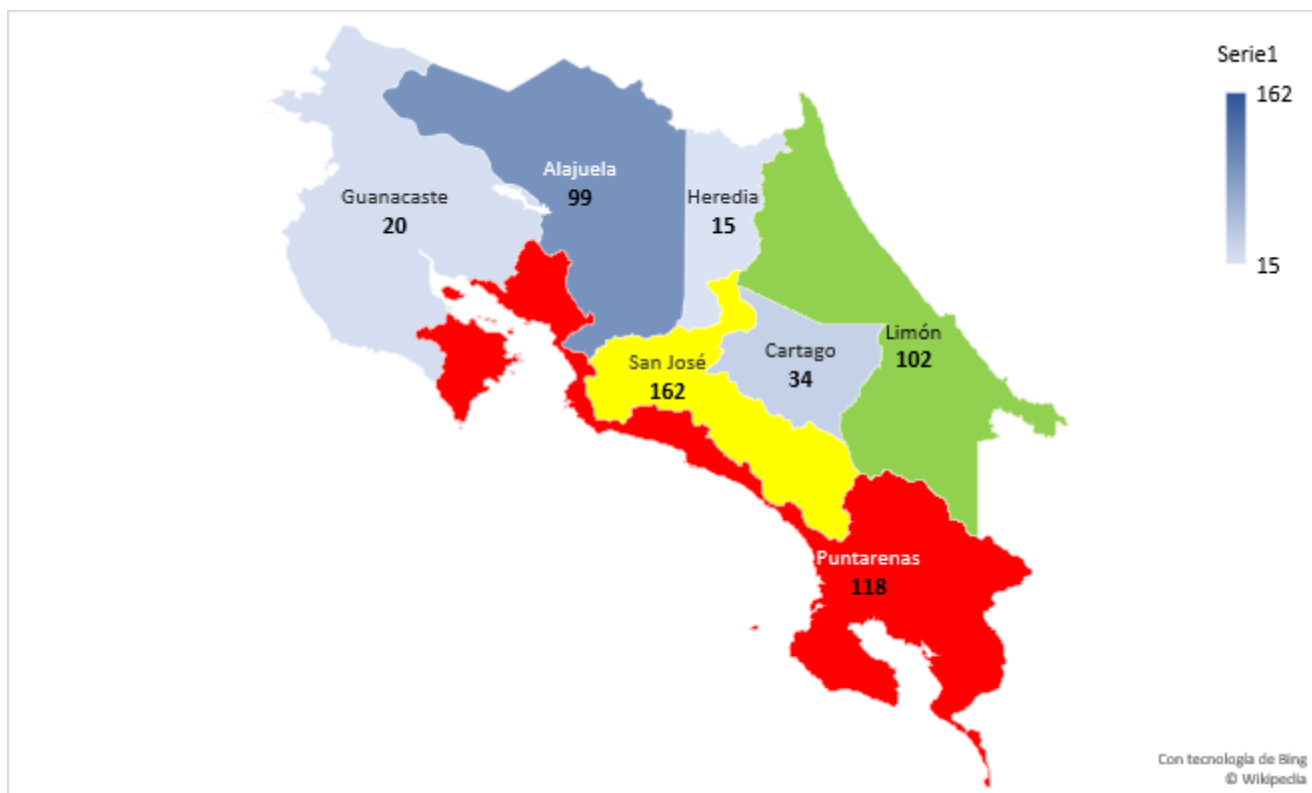 Serie1
162
15
Alajuela
99
Guanacaste
20
Heredia
15
Limón
102
San José
162
Cartago
34
Puntarenas
118
Con tecnología de Bing
© Wikipedia